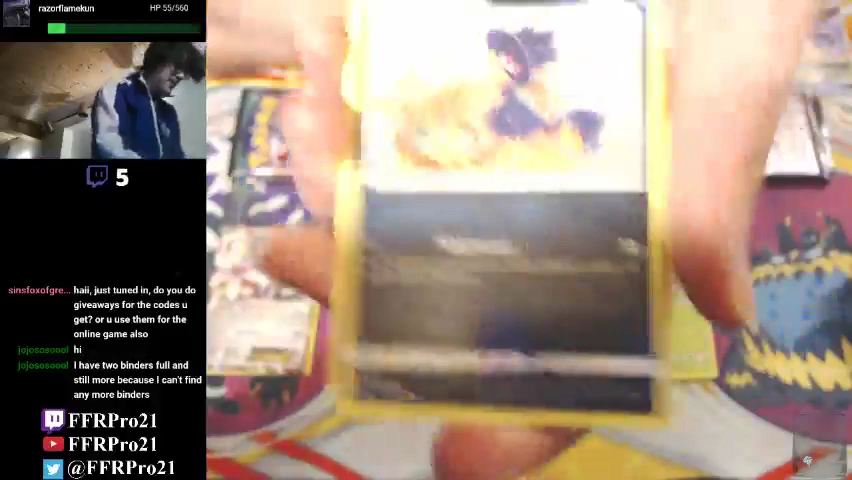 razorflamekun
HP 55/560
5
sinsfoxofgre... haii, just tuned in, do you do
giveaways for the codes u
get? or u use them for the
online game also
jojososoool hi
jojososoool I have two binders full and
still more because I can't find
any more binders
FFRPro21
FFRPro21
@FFRPro21